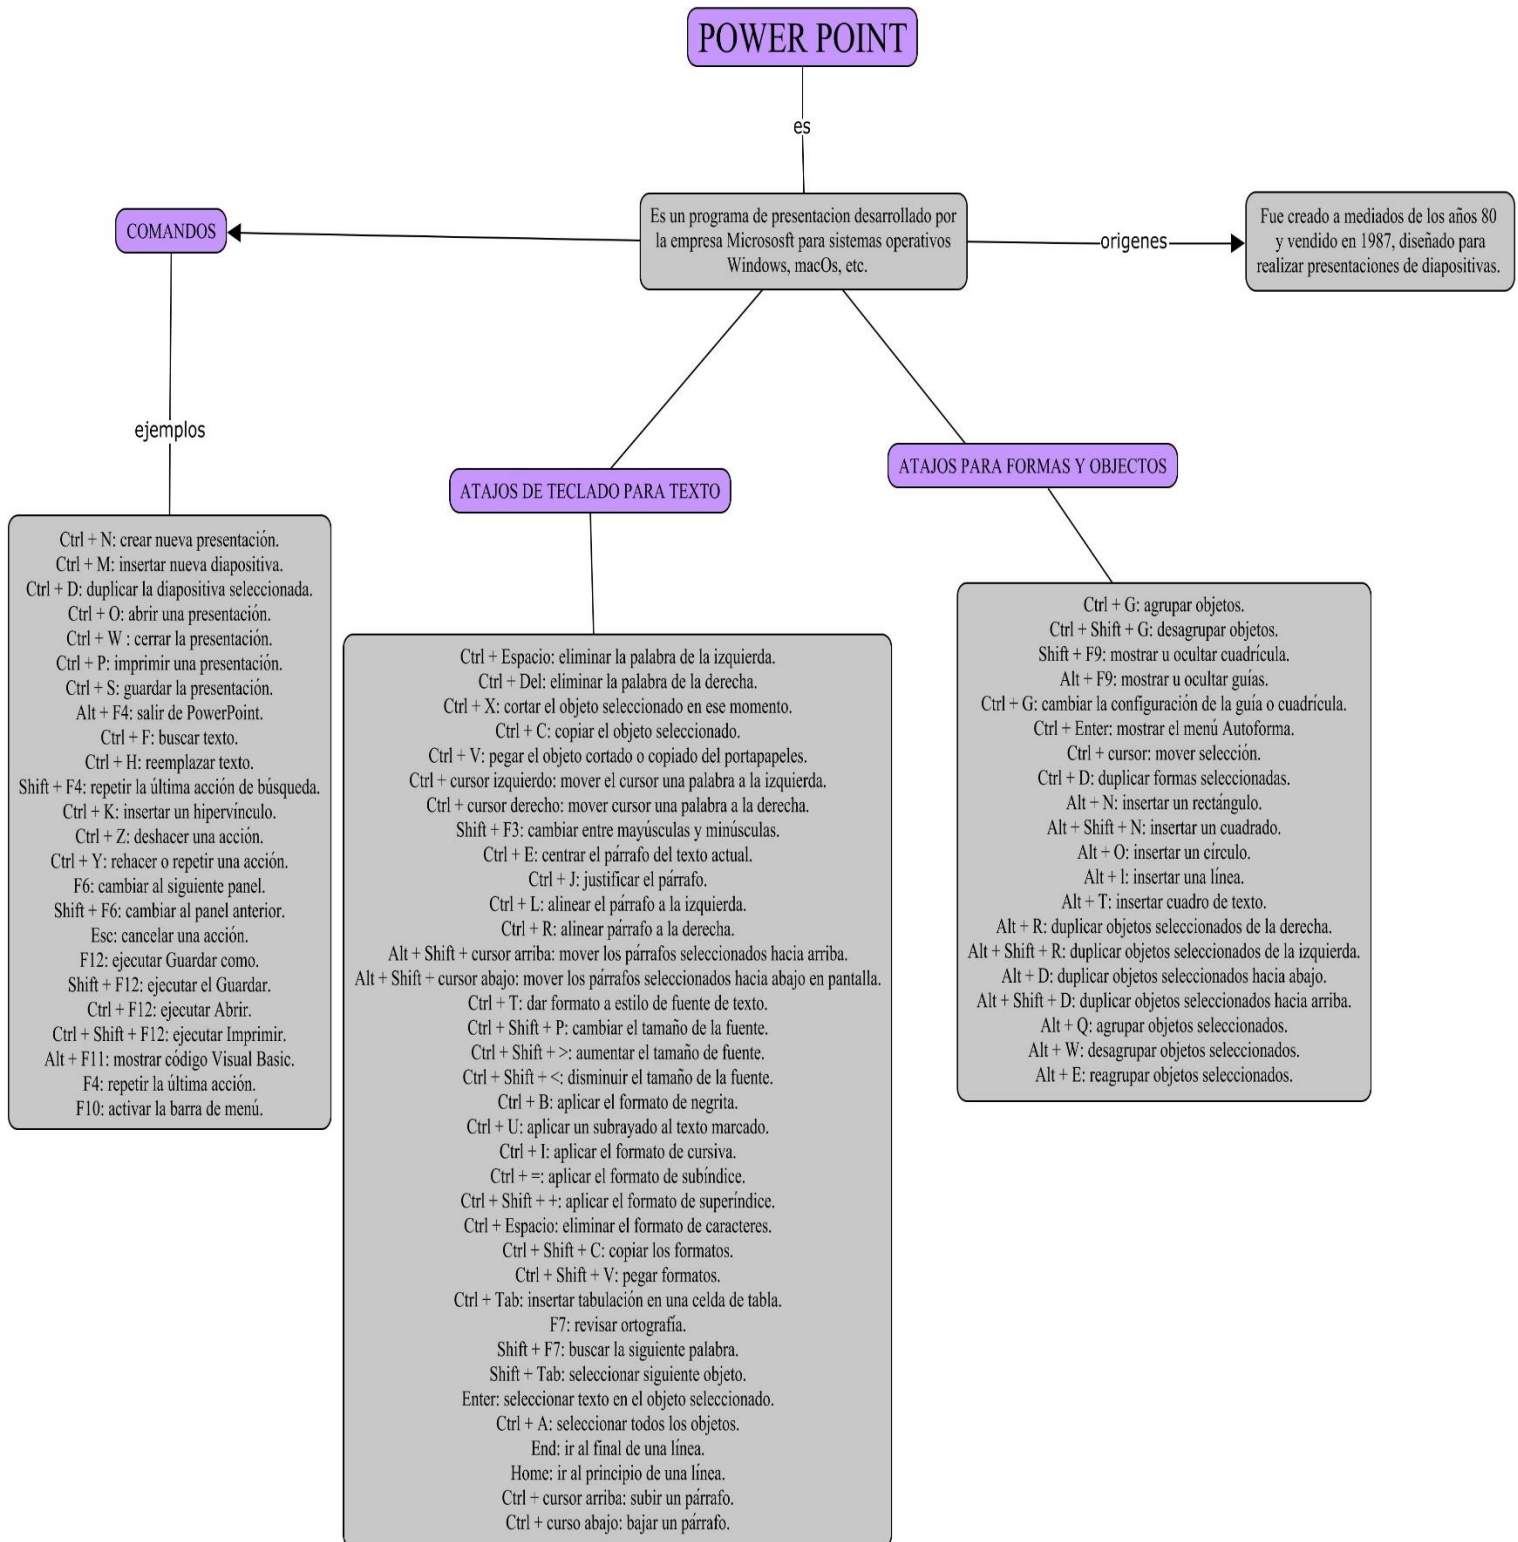 POWER POINT
es
Es un programa de presentacion desarrollado por
la empresa Micrososft para sistemas operativos
Windows, macOs, etc.
origenes
Fue creado a mediados de los años 80
y vendido en 1987, diseñado para
realizar presentaciones de diapositivas.
COMANDOS
ejemplos
Ctrl + N: crear nueva presentación.
Ctrl + M: insertar nueva diapositiva.
Ctrl + D: duplicar la diapositiva seleccionada.
Ctrl + O: abrir una presentación.
Ctrl + W : cerrar la presentación.
Ctrl + P: imprimir una presentación.
Ctrl + S: guardar la presentación.
Alt + F4: salir de PowerPoint.
Ctrl + F: buscar texto.
Ctrl + H: reemplazar texto.
Shift + F4: repetir la última acción de búsqueda.
Ctrl + K: insertar un hipervínculo.
Ctrl + Z: deshacer una acción.
Ctrl + Y: rehacer o repetir una acción.
F6: cambiar al siguiente panel.
Shift + F6: cambiar al panel anterior.
Esc: cancelar una acción.
F12: ejecutar Guardar como.
Shift + F12: ejecutar el Guardar.
Ctrl + F12: ejecutar Abrir.
Ctrl + Shift + F12: ejecutar Imprimir.
Alt + F11: mostrar código Visual Basic.
F4: repetir la última acción.
F10: activar la barra de menú.
ATAJOS DE TECLADO PARA TEXTO
Ctrl + Espacio: eliminar la palabra de la izquierda.
Ctrl + Del: eliminar la palabra de la derecha.
Ctrl + X: cortar el objeto seleccionado en ese momento.
Ctrl + C: copiar el objeto seleccionado.
Ctrl + V: pegar el objeto cortado o copiado del portapapeles.
Ctrl + cursor izquierdo: mover el cursor una palabra a la izquierda.
Ctrl + cursor derecho: mover cursor una palabra a la derecha.
Shift + F3: cambiar entre mayúsculas y minúsculas.
Ctrl + E: centrar el párrafo del texto actual.
Ctrl + J: justificar el párrafo.
Ctrl + L: alinear el párrafo a la izquierda.
Ctrl + R: alinear párrafo a la derecha.
Alt + Shift + cursor arriba: mover los párrafos seleccionados hacia arriba.
Alt + Shift + cursor abajo: mover los párrafos seleccionados hacia abajo en pantalla.
Ctrl + T: dar formato a estilo de fuente de texto.
Ctrl + Shift + P: cambiar el tamaño de la fuente.
Ctrl + Shift + >: aumentar el tamaño de fuente.
Ctrl + Shift + <: disminuir el tamaño de la fuente.
Ctrl + B: aplicar el formato de negrita.
Ctrl + U: aplicar un subrayado al texto marcado.
Ctrl + I: aplicar el formato de cursiva.
Ctrl + =: aplicar el formato de subíndice.
Ctrl + Shift + +: aplicar el formato de superíndice.
Ctrl + Espacio: eliminar el formato de caracteres.
Ctrl + Shift + C: copiar los formatos.
Ctrl + Shift + V: pegar formatos.
Ctrl + Tab: insertar tabulación en una celda de tabla.
F7: revisar ortografía.
Shift + F7: buscar la siguiente palabra.
Shift + Tab: seleccionar siguiente objeto.
Enter: seleccionar texto en el objeto seleccionado.
Ctrl + A: seleccionar todos los objetos.
End: ir al final de una línea.
Home: ir al principio de una línea.
Ctrl + cursor arriba: subir un párrafo.
Ctrl + curso abajo: bajar un párrafo.
ATAJOS PARA FORMAS Y OBJECTOS
Ctrl + G: agrupar objetos.
Ctrl + Shift + G: desagrupar objetos.
Shift + F9: mostrar u ocultar cuadrícula.
Alt + F9: mostrar u ocultar guías.
Ctrl + G: cambiar la configuración de la guía o cuadrícula.
Ctrl + Enter: mostrar el menú Autoforma.
Ctrl + cursor: mover selección.
Ctrl + D: duplicar formas seleccionadas.
Alt + N: insertar un rectángulo.
Alt + Shift + N: insertar un cuadrado.
Alt + O: insertar un círculo.
Alt + l: insertar una línea.
Alt + T: insertar cuadro de texto.
Alt + R: duplicar objetos seleccionados de la derecha.
Alt + Shift + R: duplicar objetos seleccionados de la izquierda.
Alt + D: duplicar objetos seleccionados hacia abajo.
Alt + Shift + D: duplicar objetos seleccionados hacia arriba.
Alt + Q: agrupar objetos seleccionados.
Alt + W: desagrupar objetos seleccionados.
Alt + E: reagrupar objetos seleccionados.